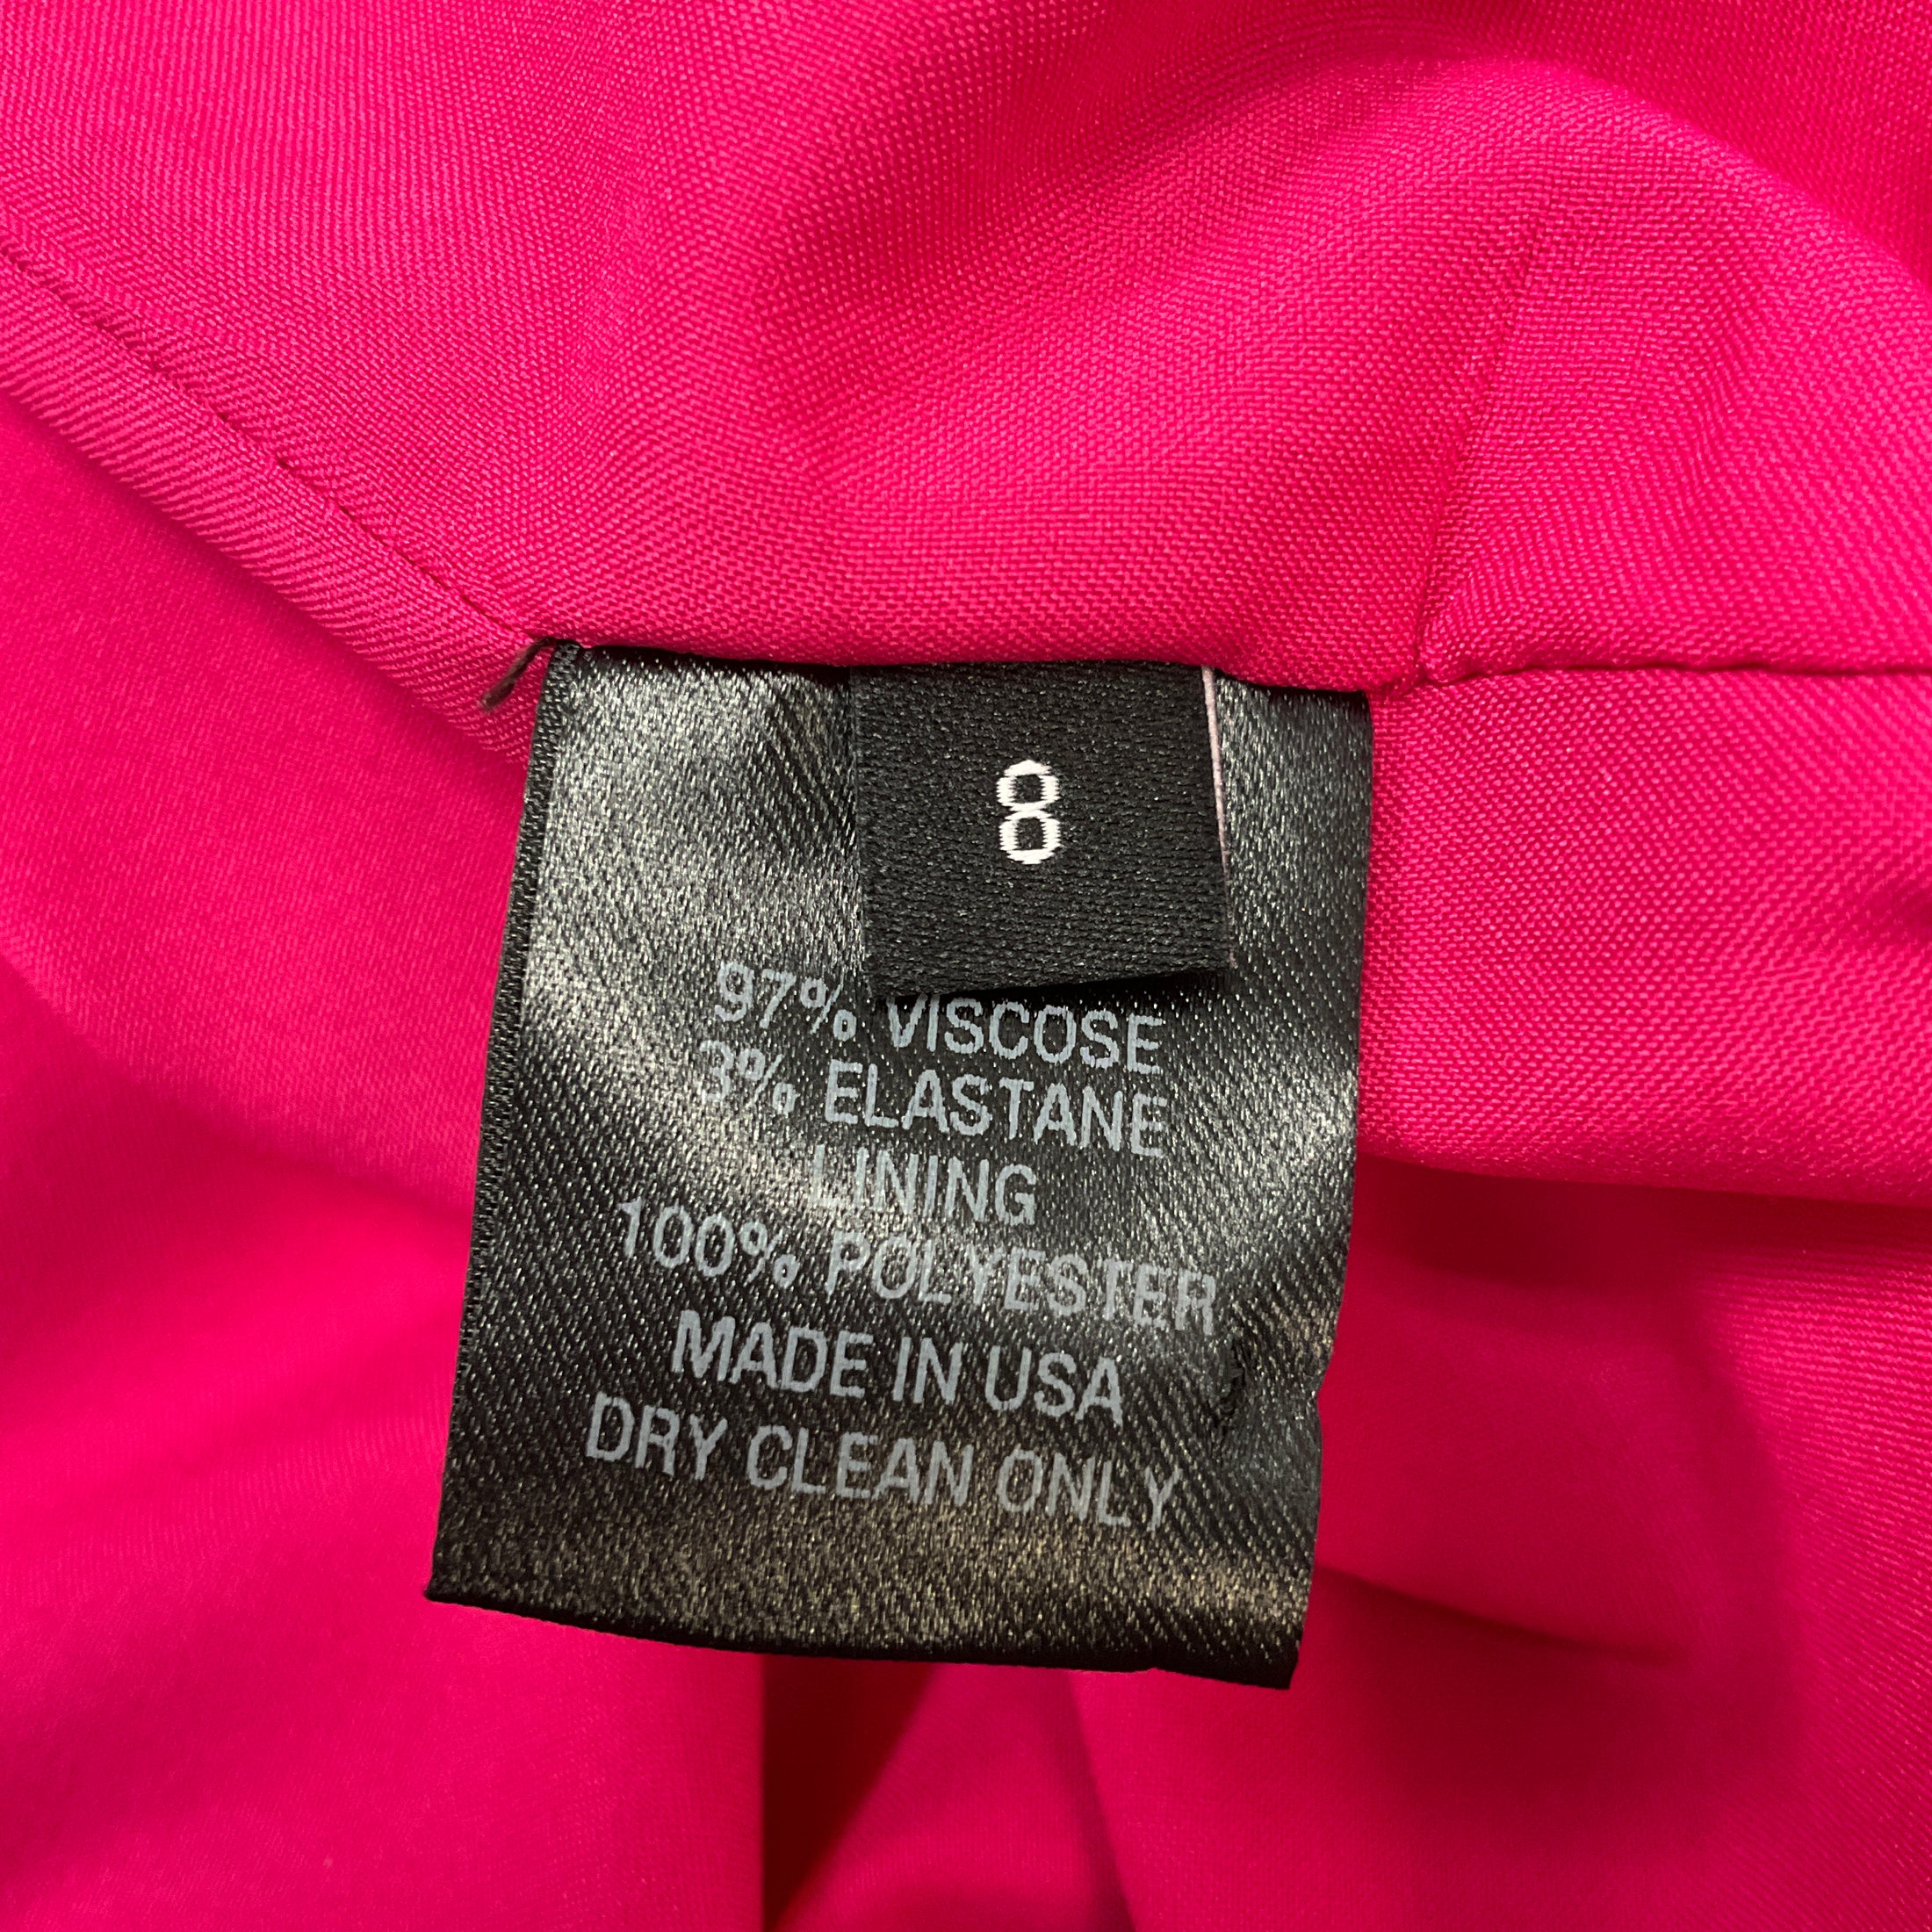 8
97% VISCOSE
3% ELASTANE
LINING
100% POLYESTER
MADE IN USA
DRY CLEAN ONLY